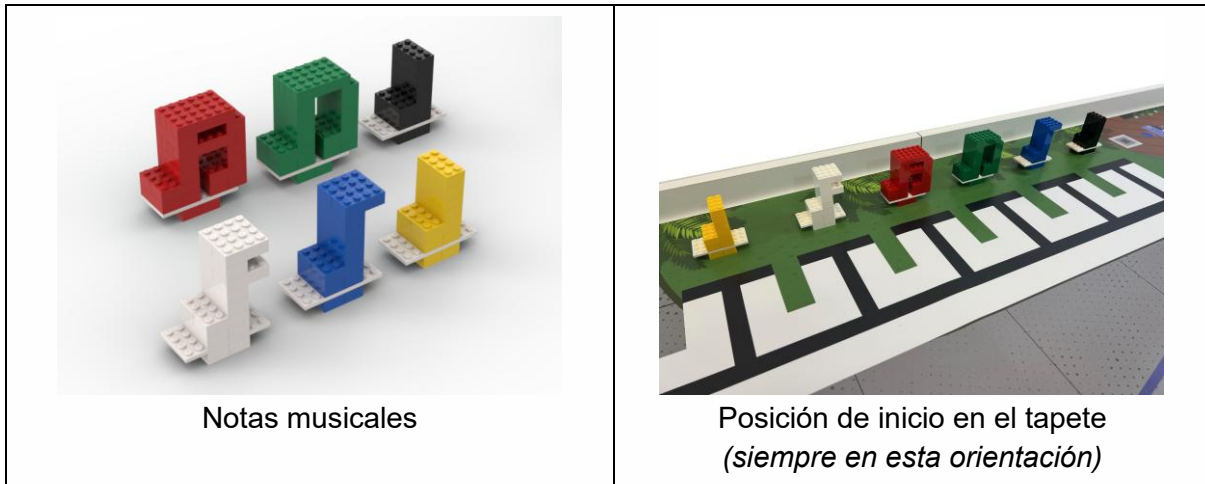 Notas musicales
Posición de inicio en el tapete
(siempre en esta orientación)